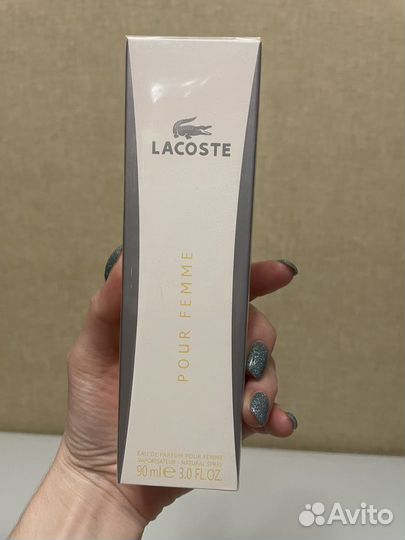 LACOSTE
POUR FEMME
EAU DE PARFUM POUR FEMME
VAPORISATEUR - NATURAL SPRAY
90 ml e 3.0 FL.OZ.
Avito